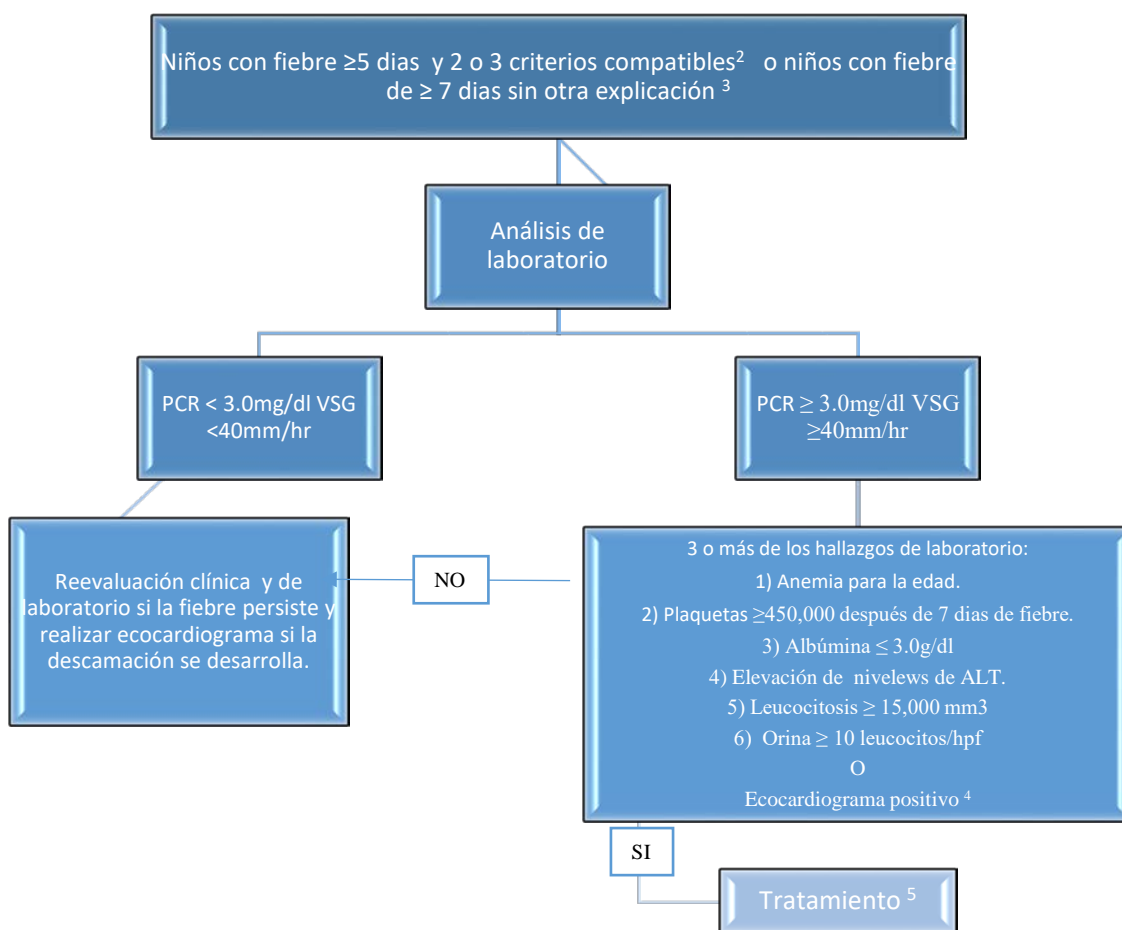 Niños con fiebre ≥5 dias y 2 o 3 criterios compatibles² o niños con fiebre
de ≥ 7 dias sin otra explicación ³
Análisis de
laboratorio
PCR < 3.0mg/dl VSG
<40mm/hr
PCR ≥ 3.0mg/dl VSG
≥40mm/hr
Reevaluación clínica y de
laboratorio si la fiebre persiste y
realizar ecocardiograma si la
descamación se desarrolla.
NO
3 o más de los hallazgos de laboratorio:
1) Anemia para la edad.
2) Plaquetas ≥450,000 después de 7 dias de fiebre.
3) Albúmina ≤ 3.0g/dl
4) Elevación de nivelews de ALT.
5) Leucocitosis ≥ 15,000 mm3
6) Orina ≥ 10 leucocitos/hpf
O
Ecocardiograma positivo ⁴
SI
Tratamiento ⁵